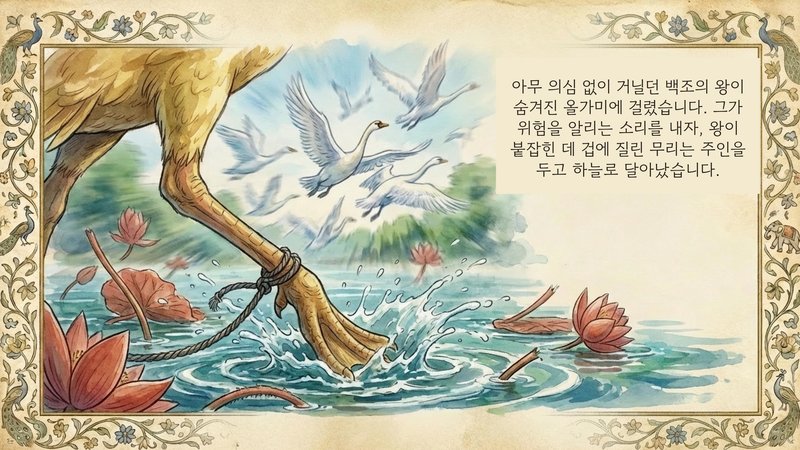 아무 의심 없이 거닐던 백조의 왕이
숨겨진 올가미에 걸렸습니다. 그가
위험을 알리는 소리를 내자, 왕이
붙잡힌 데 겁에 질린 무리는 주인을
두고 하늘로 달아났습니다.